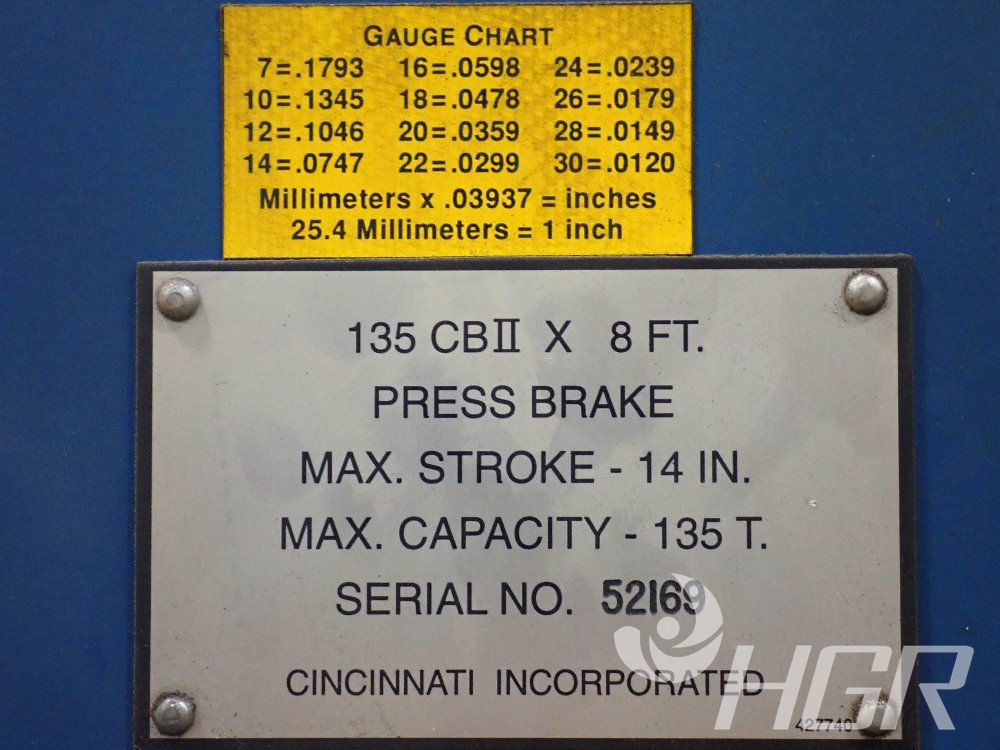 GAUGE CHART
7=.1793 16=.0598 24=.0239
10=.1345 18=.0478 26=.0179
12=.1046 20=.0359 28=.0149
14=.0747 22=.0299 30=.0120
Millimeters x .03937 = inches
25.4 Millimeters = 1 inch
135 CBⅡ X 8 FT.
PRESS BRAKE
MAX. STROKE - 14 IN.
MAX. CAPACITY - 135 T.
SERIAL NO. 52169
CINCINNATI INCORPORATED
HGR
427740